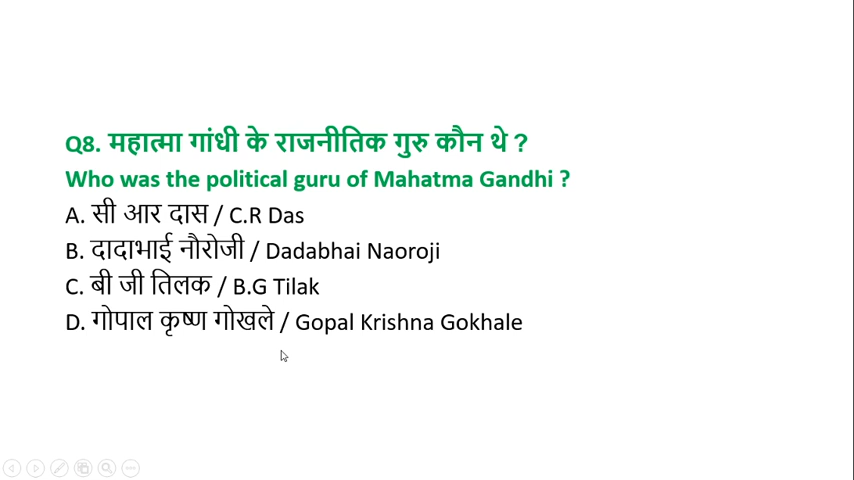 Q8. महात्मा गांधी के राजनीतिक गुरु कौन थे ?
Who was the political guru of Mahatma Gandhi ?
A. सी आर दास / C.R Das
B. दादाभाई नौरोजी / Dadabhai Naoroji
C. बी जी तिलक / B.G Tilak
D. गोपाल कृष्ण गोखले / Gopal Krishna Gokhale